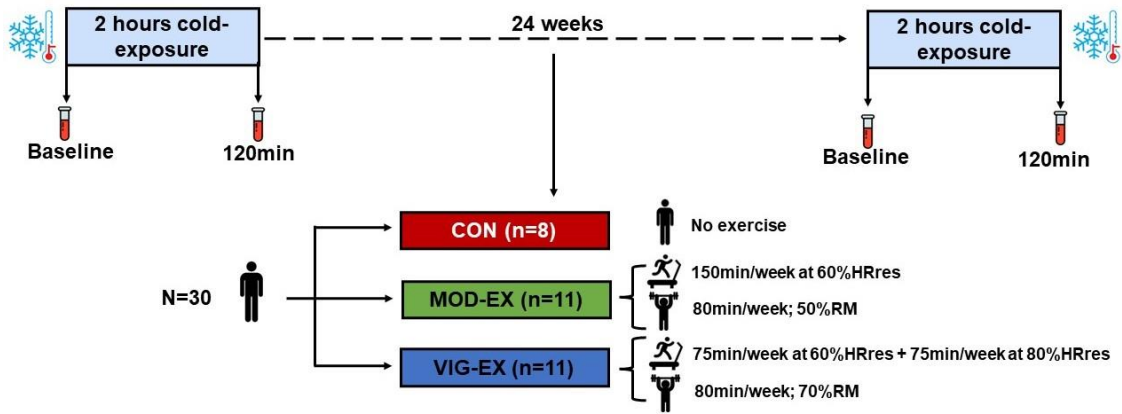 2 hours cold-
exposure
24 weeks
2 hours cold-
exposure
Baseline
120min
Baseline
120min
CON (n=8)
No exercise
N=30
MOD-EX (n=11)
150min/week at 60%HRres
80min/week; 50%RM
VIG-EX (n=11)
75min/week at 60%HRres + 75min/week at 80%HRres
80min/week; 70%RM